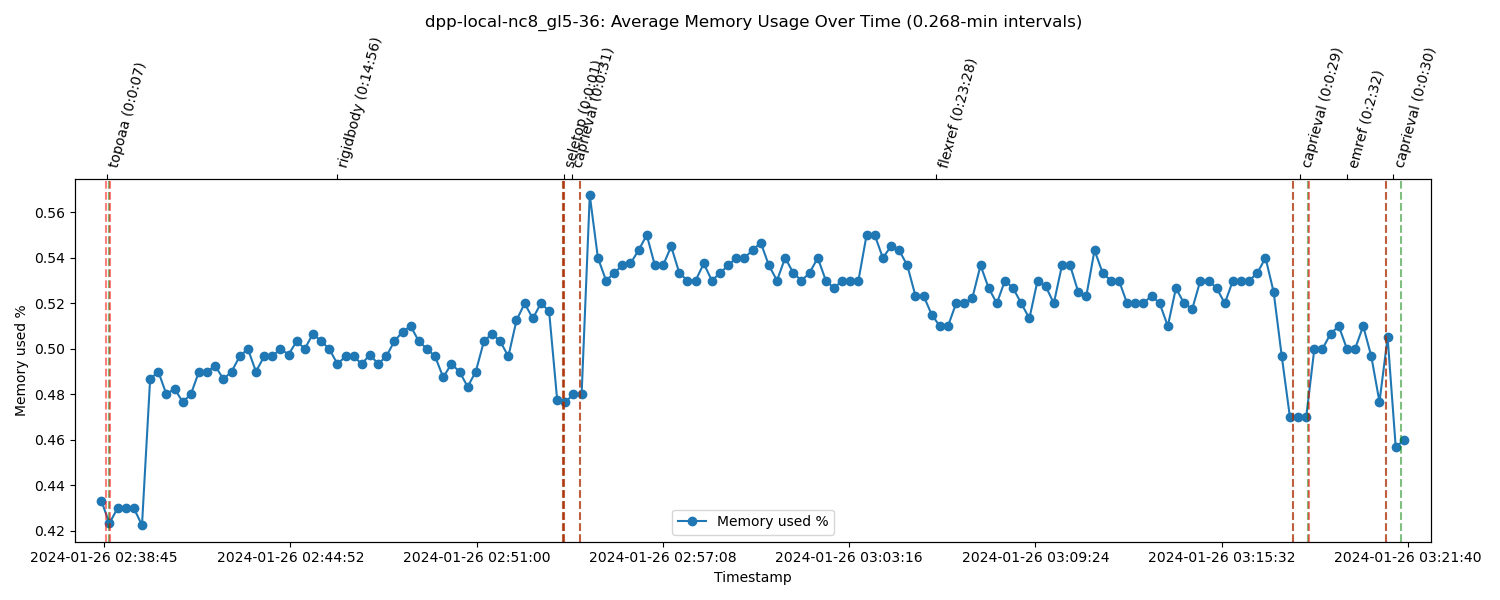 dpp-local-nc8_gl5-36: Average Memory Usage Over Time (0.268-min intervals)
topoaa (0:0:07)
rigidbody (0:14:56)
seletop (0:0:01)
caprieval (0:0:31)
flexref (0:23:28)
caprieval (0:0:29)
emref (0:2:32)
caprieval (0:0:30)
Memory used %
0.56
0.54
0.52
0.50
0.48
0.46
0.44
0.42
Memory used %
2024-01-26 02:38:45
2024-01-26 02:44:52
2024-01-26 02:51:00
2024-01-26 02:57:08
2024-01-26 03:03:16
2024-01-26 03:09:24
2024-01-26 03:15:32
2024-01-26 03:21:40
Timestamp